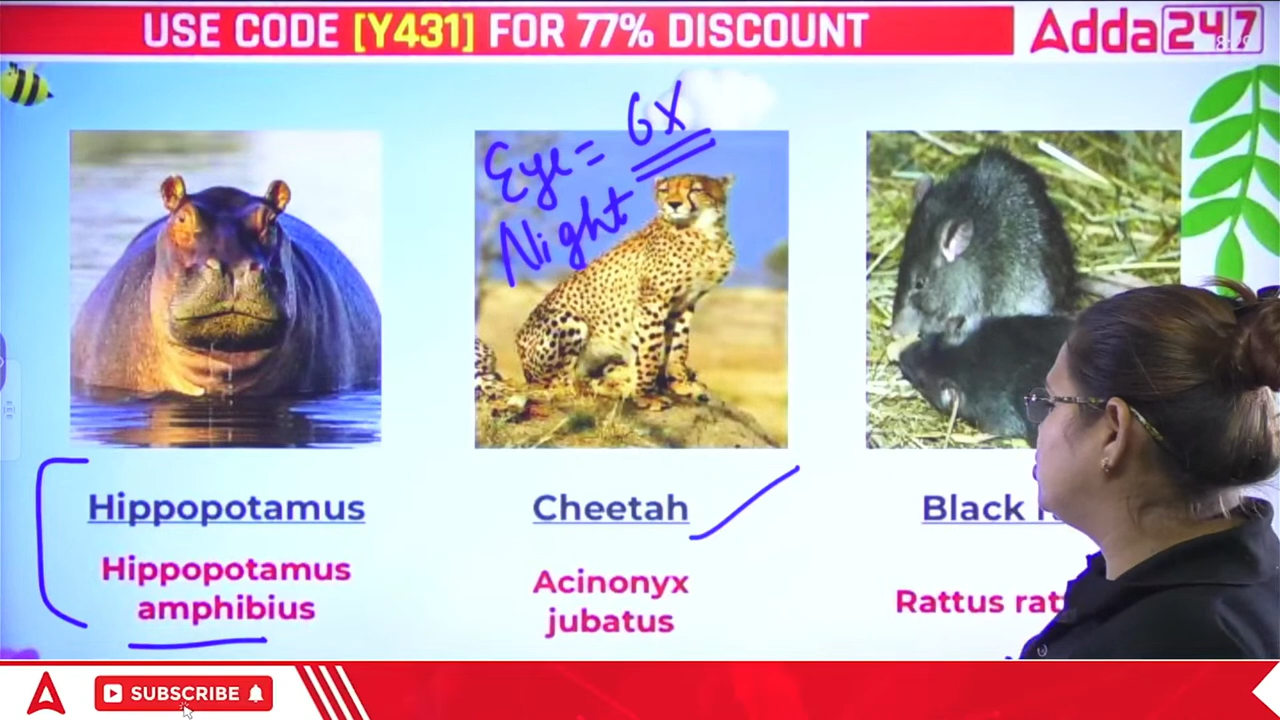 USE CODE [Y431] FOR 77% DISCOUNT
Adda247
Eye = 6x
Night
Hippopotamus
Cheetah
Black
Hippopotamus
amphibius
Acinonyx
jubatus
Rattus
SUBSCRIBE